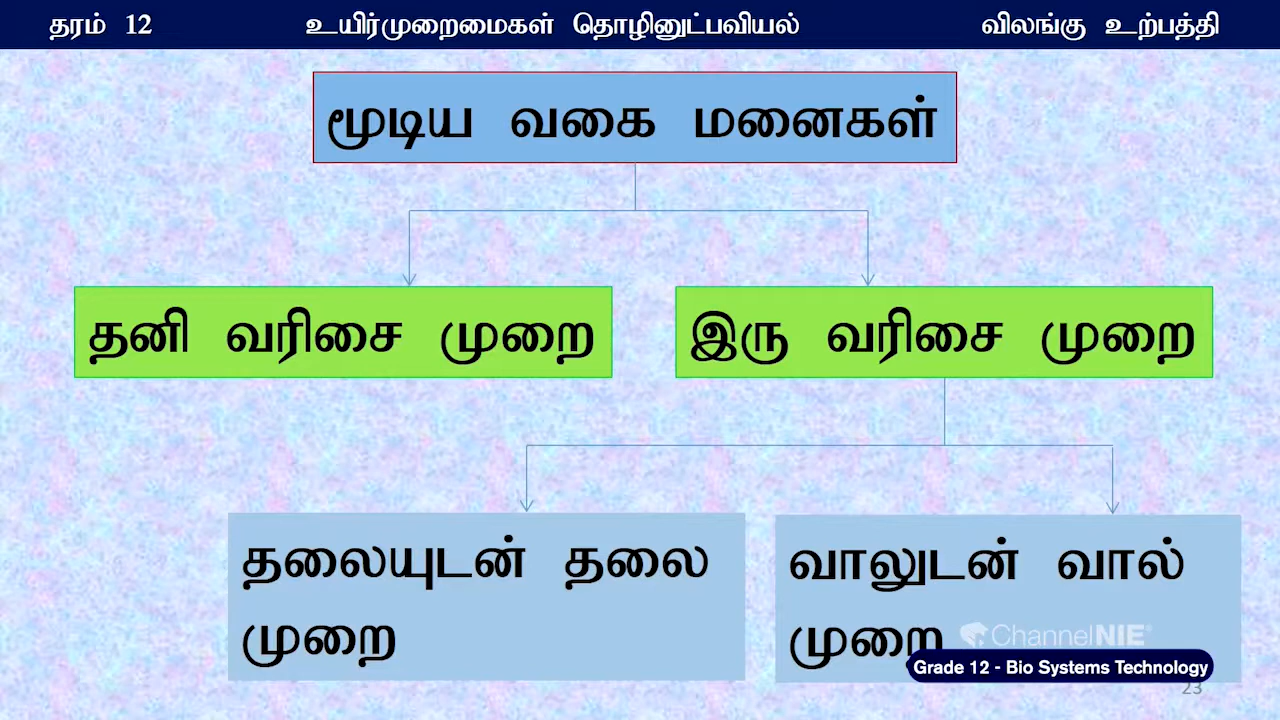 தரம் 12 உயிர்முறைமைகள் தொழினுட்பவியல் விலங்கு உற்பத்தி
மூடிய வகை மனைகள்
தனி வரிசை முறை இரு வரிசை முறை
தலையுடன் தலை
முறை
வாலுடன் வால்
முறை
ChannelNIE
Grade 12 - Bio Systems Technology
23